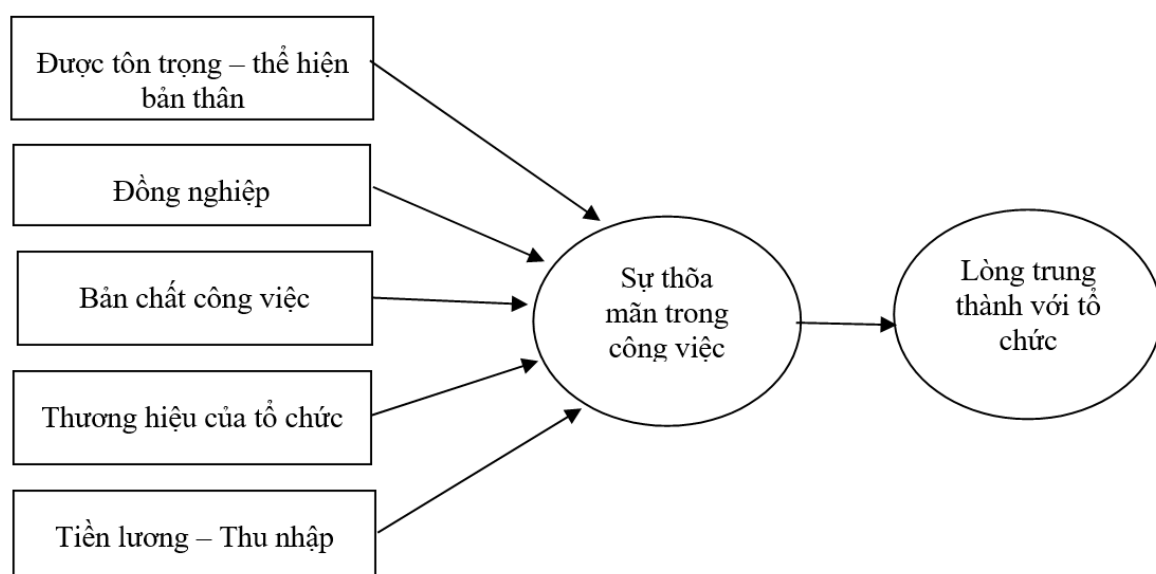 Được tôn trọng – thể hiện
bản thân
Đồng nghiệp
Bản chất công việc
Thương hiệu của tổ chức
Tiền lương – Thu nhập
Sự thõa
mãn trong
công việc
Lòng trung
thành với tổ
chức